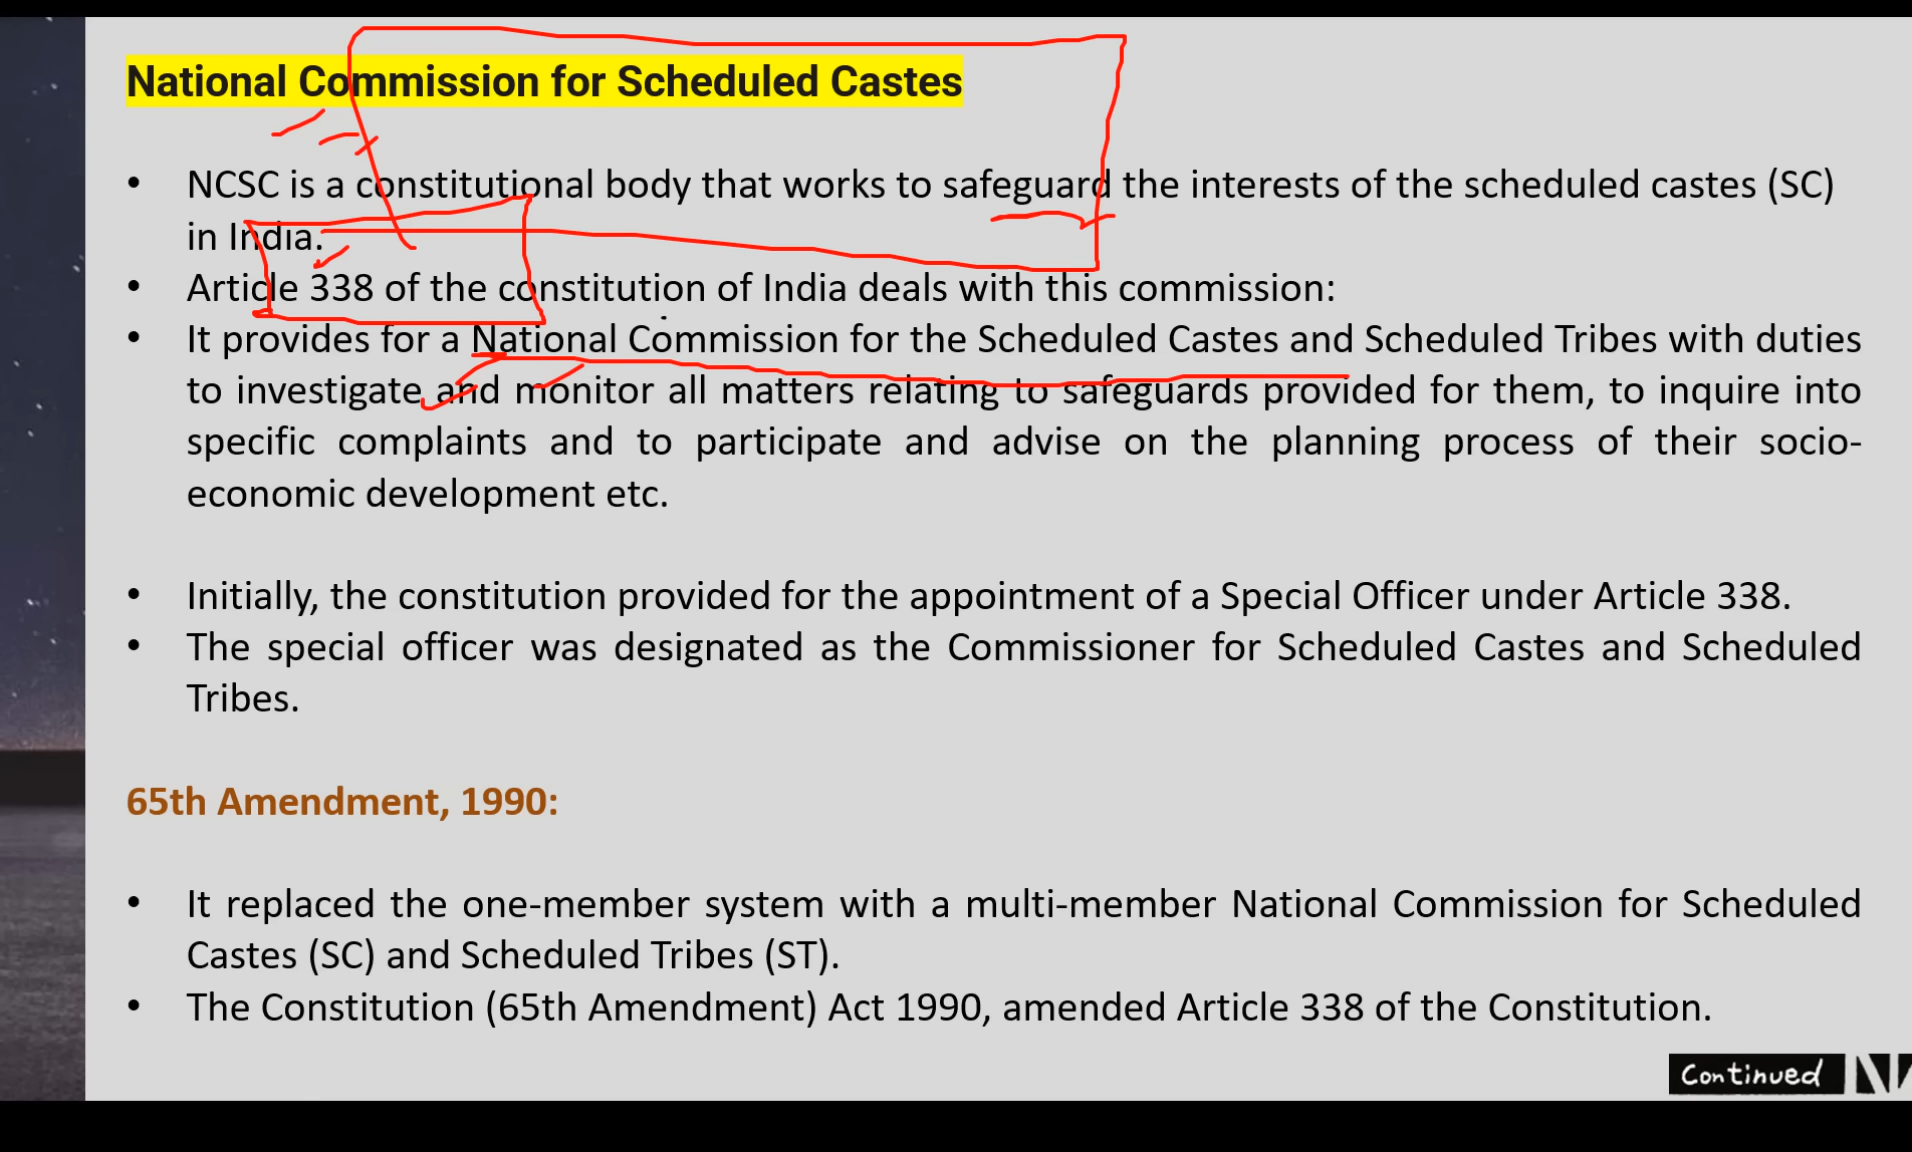 National Commission for Scheduled Castes
• NCSC is a constitutional body that works to safeguard the interests of the scheduled castes (SC)
in India.
• Article 338 of the constitution of India deals with this commission:
• It provides for a National Commission for the Scheduled Castes and Scheduled Tribes with duties
to investigate and monitor all matters relating to safeguards provided for them, to inquire into
specific complaints and to participate and advise on the planning process of their socio-
economic development etc.
• Initially, the constitution provided for the appointment of a Special Officer under Article 338.
• The special officer was designated as the Commissioner for Scheduled Castes and Scheduled
Tribes.
65th Amendment, 1990:
• It replaced the one-member system with a multi-member National Commission for Scheduled
Castes (SC) and Scheduled Tribes (ST).
• The Constitution (65th Amendment) Act 1990, amended Article 338 of the Constitution.
Continued